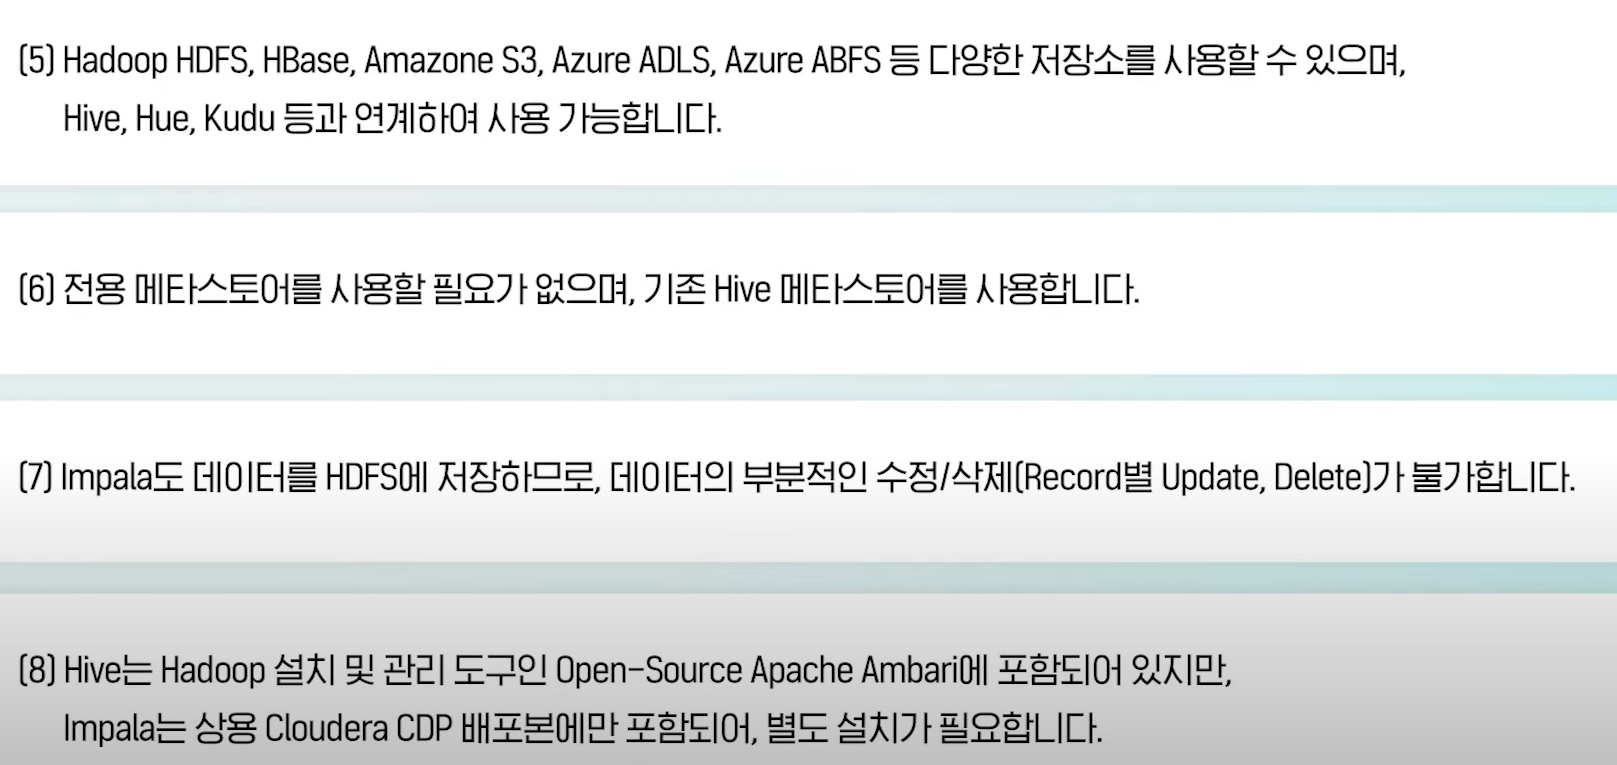 (5) Hadoop HDFS, HBase, Amazone S3, Azure ADLS, Azure ABFS 등 다양한 저장소를 사용할 수 있으며,
Hive, Hue, Kudu 등과 연계하여 사용 가능합니다.
(6) 전용 메타스토어를 사용할 필요가 없으며, 기존 Hive 메타스토어를 사용합니다.
(7) Impala도 데이터를 HDFS에 저장하므로, 데이터의 부분적인 수정/삭제(Record별 Update, Delete)가 불가합니다.
(8) Hive는 Hadoop 설치 및 관리 도구인 Open-Source Apache Ambari에 포함되어 있지만,
Impala는 상용 Cloudera CDP 배포본에만 포함되어, 별도 설치가 필요합니다.